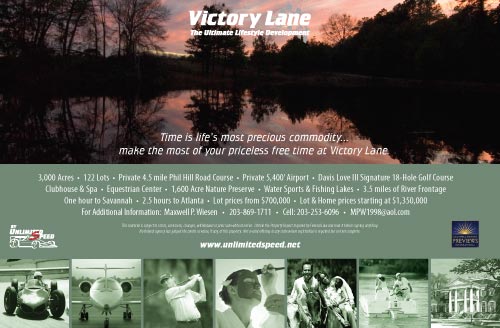 Victory Lane
The Ultimate Lifestyle Development
Time is life's most precious commodity...
make the most of your priceless free time at Victory Lane.
3,000 Acres • 122 Lots • Private 4.5 mile Phil Hill Road Course • Private 5,400' Airport • Davis Love III Signature 18-Hole Golf Course
Clubhouse & Spa • Equestrian Center • 1,600 Acre Nature Preserve • Water Sports & Fishing Lakes • 3.5 miles of River Frontage
One hour to Savannah • 2.5 hours to Atlanta • Lot prices from $700,000 • Lot & Home prices starting at $1,350,000
For Additional Information: Maxwell P. Wiesen • 203-869-1711 • Cell: 203-253-6096 • MPW1998@aol.com
UNLIMITED SPEED
PREVIEWS
www.unlimitedspeed.net